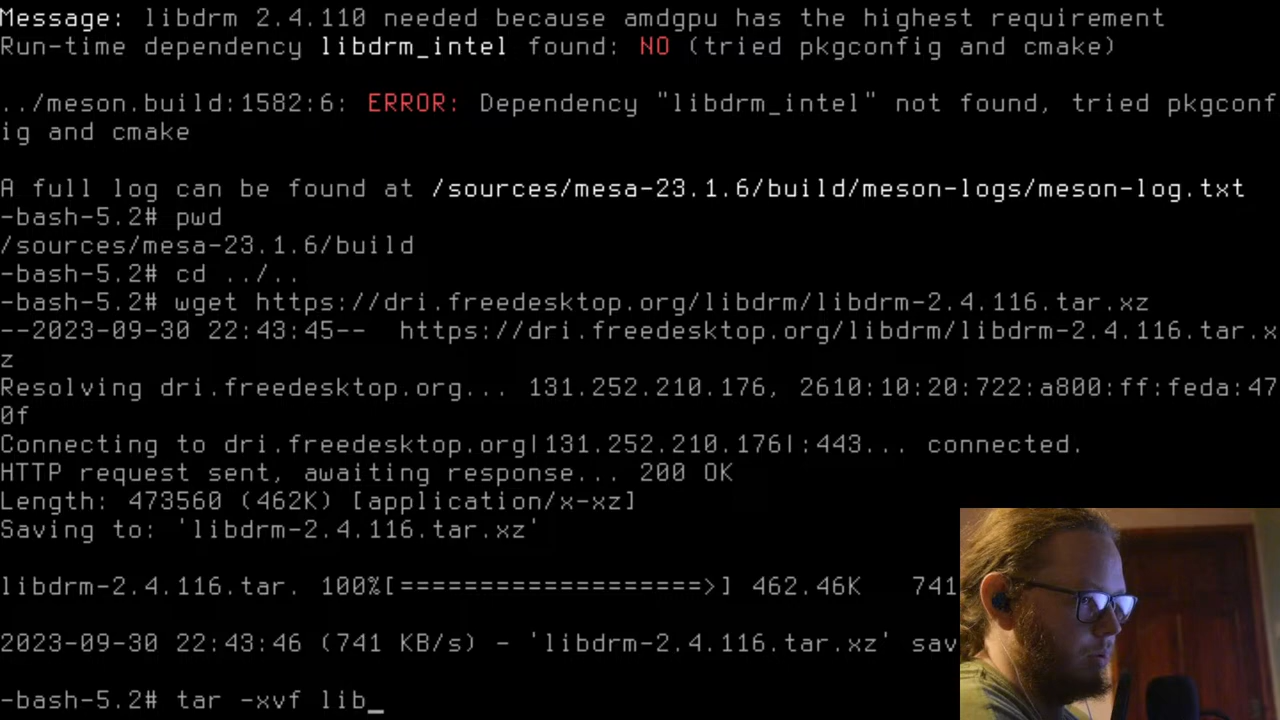 Message: libdrm 2.4.110 needed because amdgpu has the highest requirement
Run-time dependency libdrm_intel found: NO (tried pkgconfig and cmake)
../meson.build:1582:6: ERROR: Dependency "libdrm_intel" not found, tried pkgconf
ig and cmake
A full log can be found at /sources/mesa-23.1.6/build/meson-logs/meson-log.txt
-bash-5.2# pwd
/sources/mesa-23.1.6/build
-bash-5.2# cd ../..
-bash-5.2# wget https://dri.freedesktop.org/libdrm/libdrm-2.4.116.tar.xz
--2023-09-30 22:43:45--  https://dri.freedesktop.org/libdrm/libdrm-2.4.116.tar.x
z
Resolving dri.freedesktop.org... 131.252.210.176, 2610:10:20:722:a800:ff:feda:47
0f
Connecting to dri.freedesktop.org|131.252.210.176|:443... connected.
HTTP request sent, awaiting response... 200 OK
Length: 473560 (462K) [application/x-xz]
Saving to: 'libdrm-2.4.116.tar.xz'
libdrm-2.4.116.tar. 100%[===================>] 462.46K   741
2023-09-30 22:43:46 (741 KB/s) - 'libdrm-2.4.116.tar.xz' sav
-bash-5.2# tar -xvf lib_